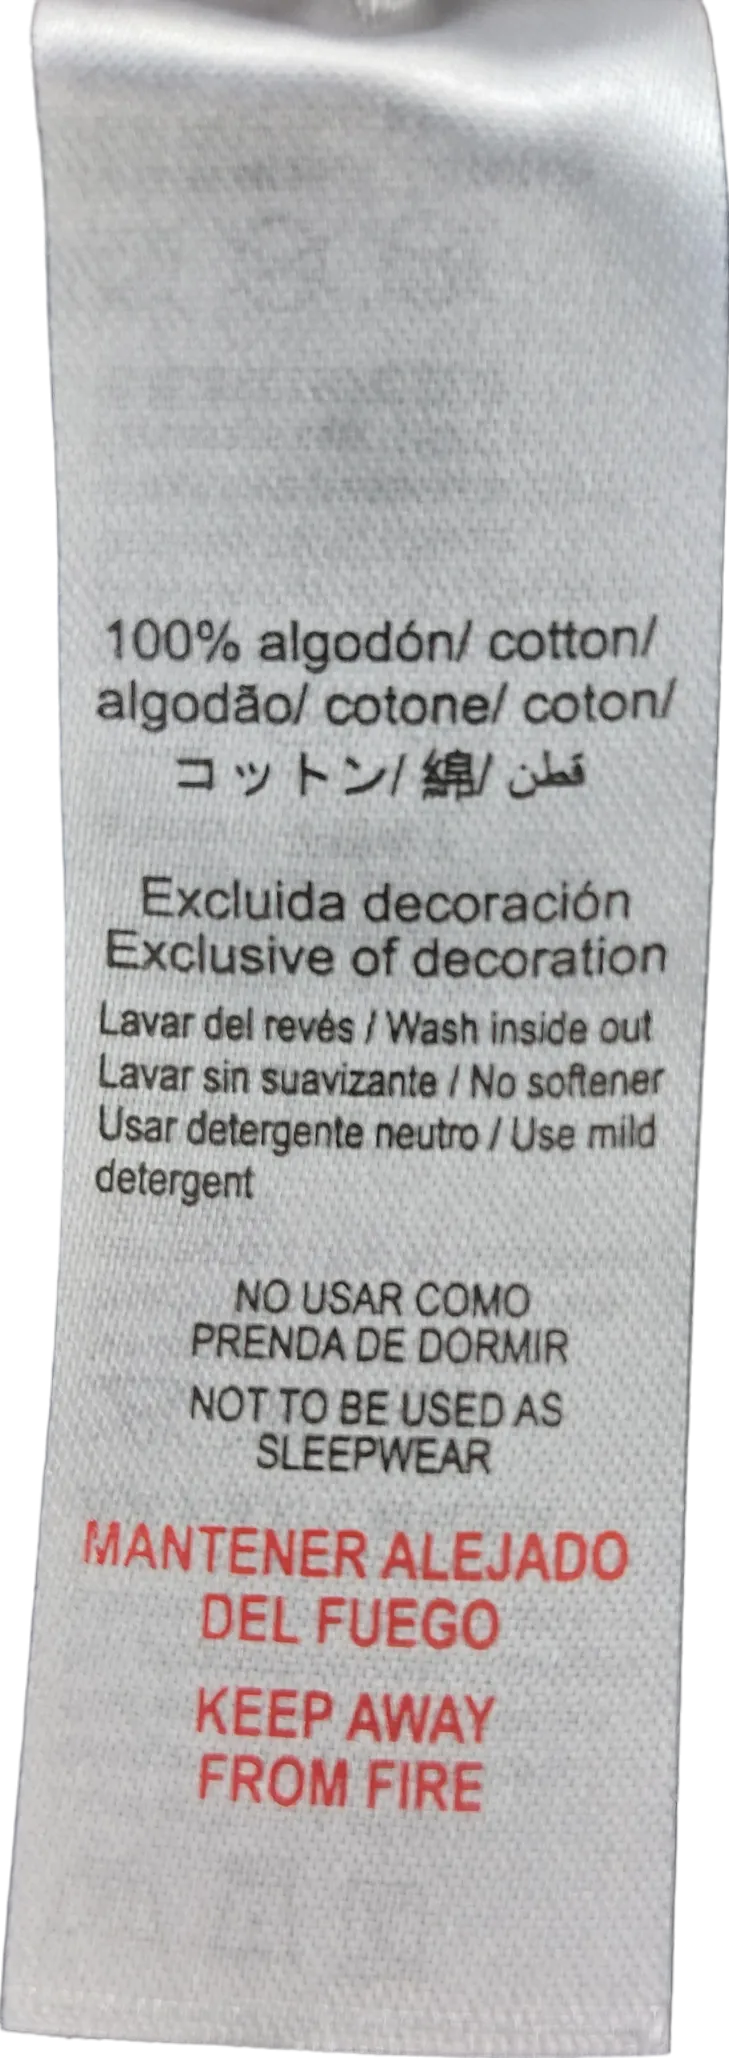 100% algodón/ cotton/
algodão/ cotone/ coton/
コットン/ 綿/ قطن
Excluida decoración
Exclusive of decoration
Lavar del revés / Wash inside out
Lavar sin suavizante / No softener
Usar detergente neutro / Use mild
detergent
NO USAR COMO
PRENDA DE DORMIR
NOT TO BE USED AS
SLEEPWEAR
MANTENER ALEJADO
DEL FUEGO
KEEP AWAY
FROM FIRE